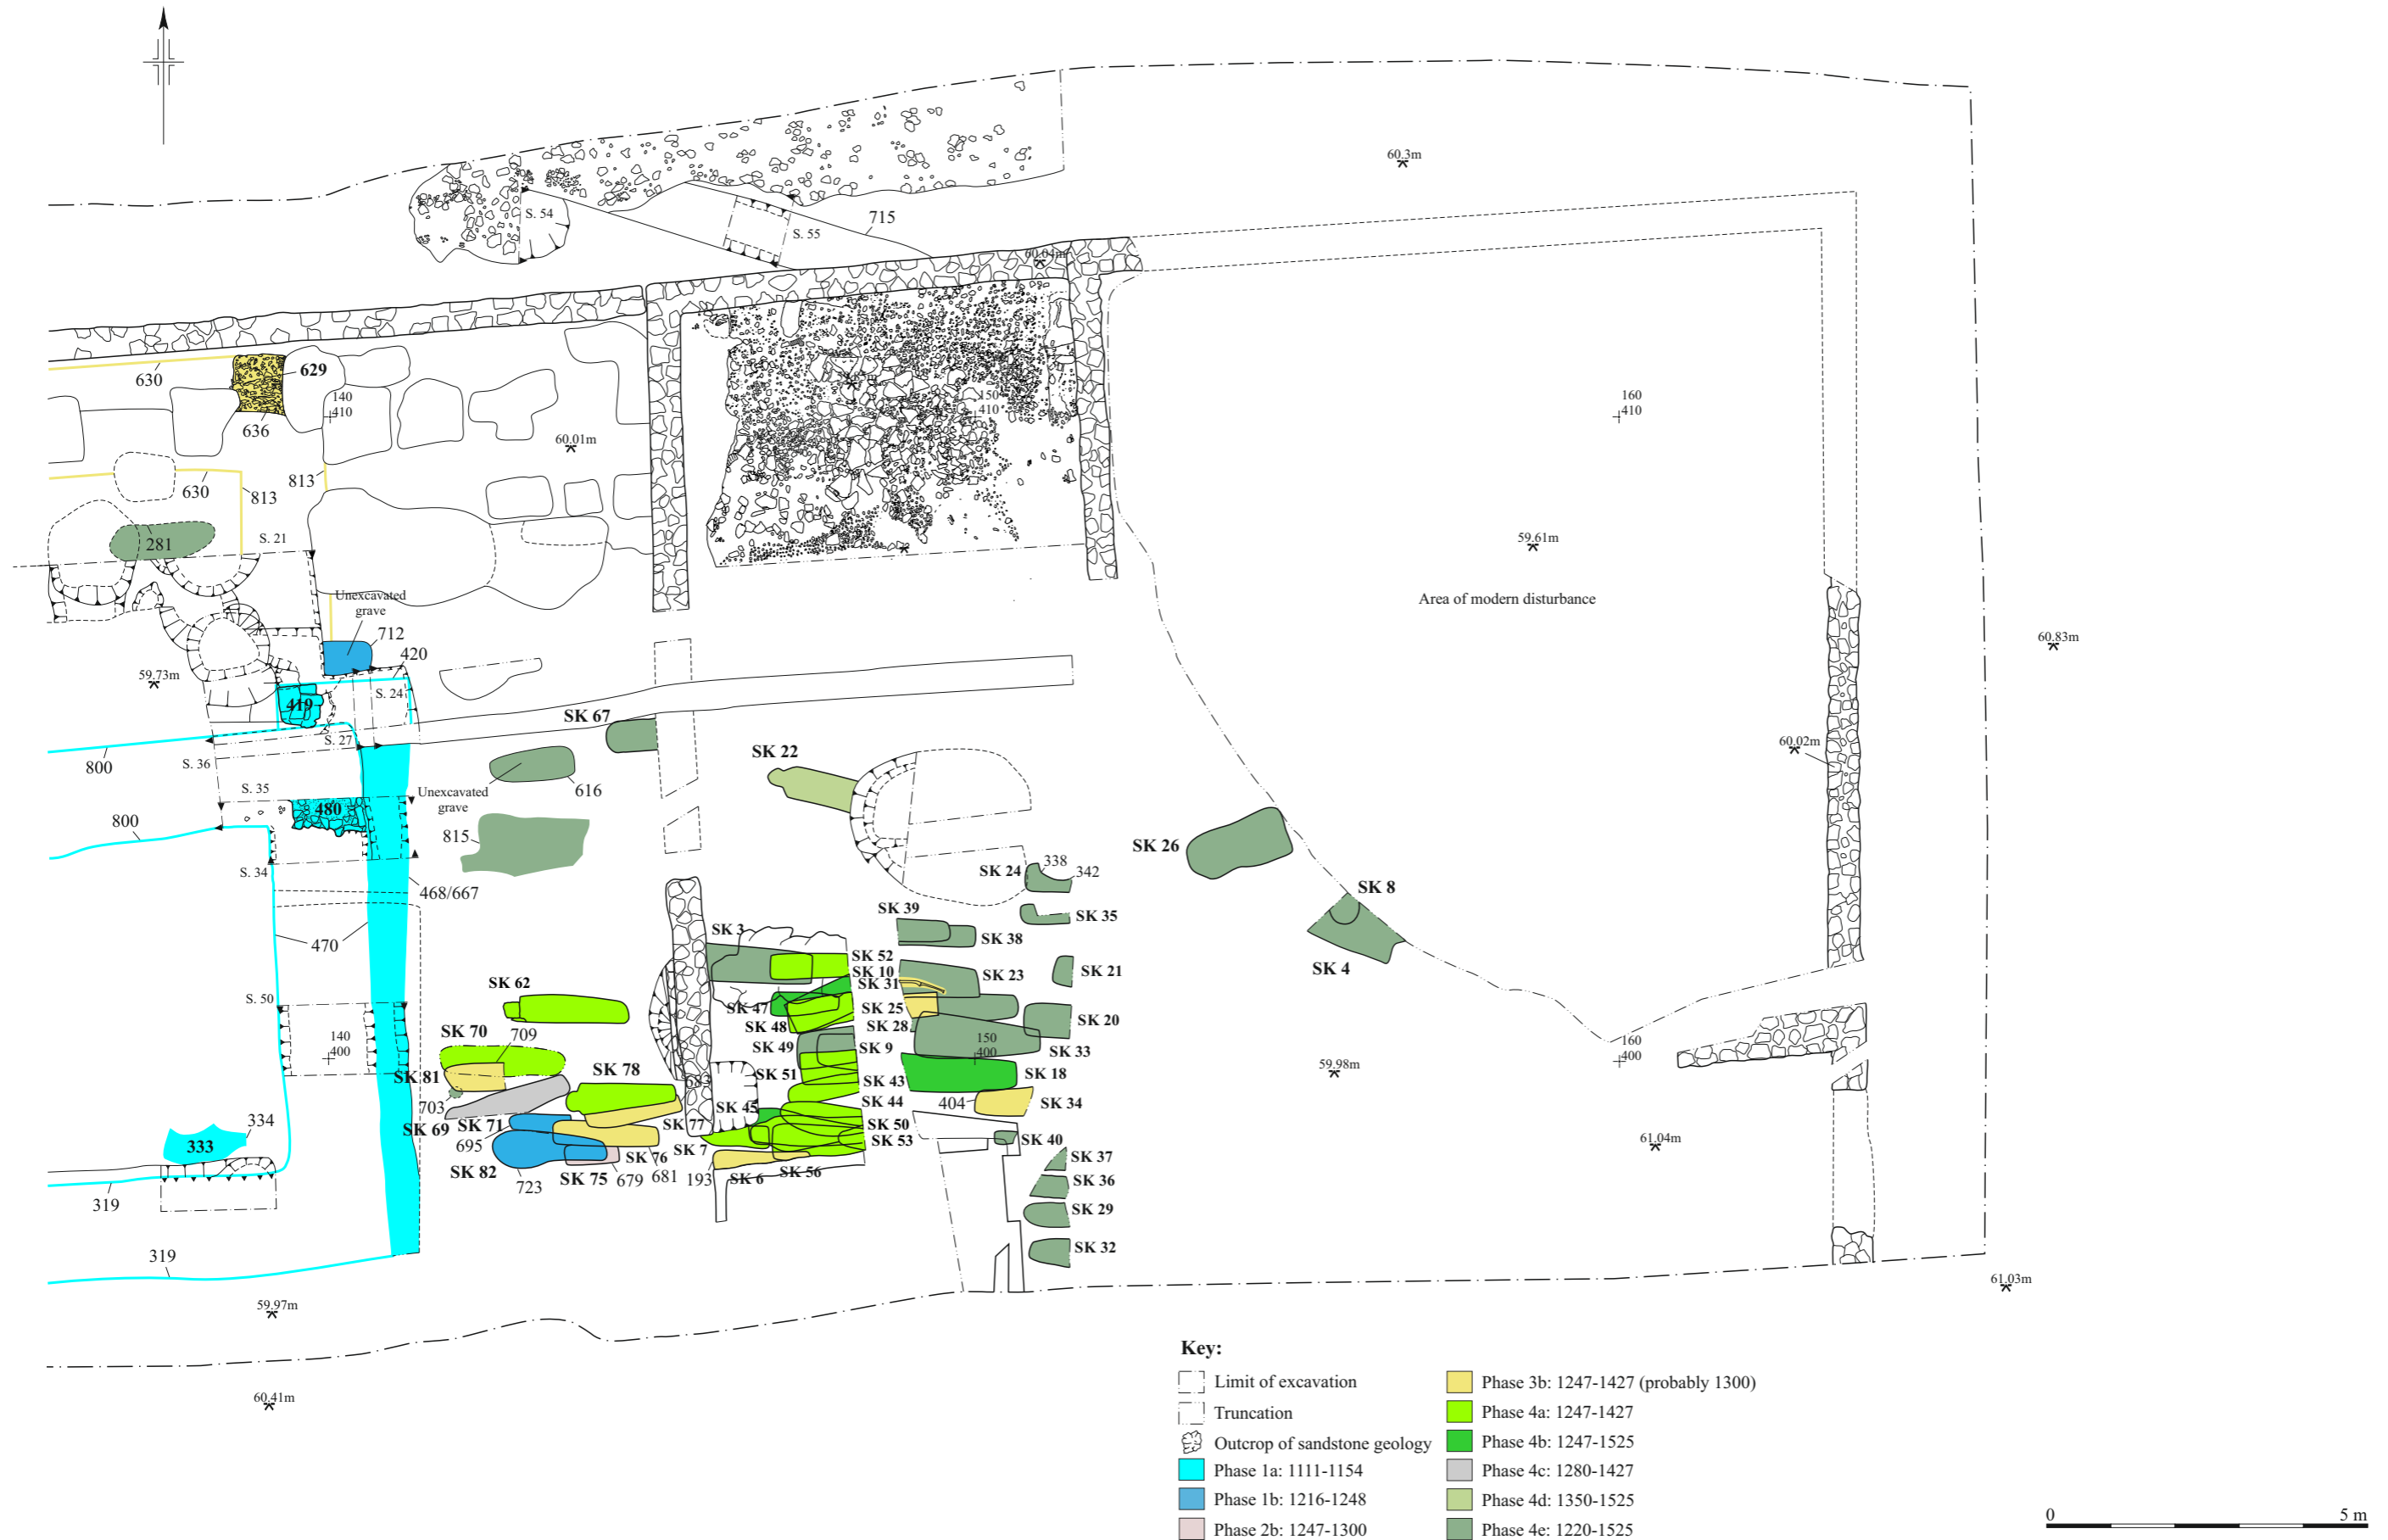 60.3m
S. 54
S. 55
715
60.04m
630
629
140
410
150
410
160
410
636
60.01m
630
813
813
281
S. 21
59.61m
Unexcavated
grave
Area of modern disturbance
712
420
60.83m
59.73m
S. 24
419
SK 67
S. 27
60.02m
800
S. 36
SK 22
S. 35
Unexcavated
grave
616
480
800
815
SK 26
338
342
SK 24
S. 34
468/667
SK 8
SK 39
SK 35
470
SK 3
SK 38
SK 52
SK 10
SK 31
SK 23
SK 21
SK 4
SK 62
S. 50
SK 47
SK 25
SK 48
SK 28
SK 20
SK 70
709
140
400
SK 49
SK 9
150
400
SK 33
160
400
59.98m
SK 78
SK 81
683
SK 51
SK 43
SK 18
703
SK 45
SK 44
404
SK 34
334
SK 69
SK 71
SK 77
SK 50
333
695
SK 7
SK 53
SK 40
61.04m
SK 76
SK 37
SK 82
723
SK 75
679
681
193
SK 6
SK 56
SK 36
319
SK 29
319
SK 32
61.03m
59.97m
60.41m
Key:
Limit of excavation
Truncation
Outcrop of sandstone geology
Phase 1a: 1111-1154
Phase 1b: 1216-1248
Phase 2b: 1247-1300
Phase 3b: 1247-1427 (probably 1300)
Phase 4a: 1247-1427
Phase 4b: 1247-1525
Phase 4c: 1280-1427
Phase 4d: 1350-1525
Phase 4e: 1220-1525
0
5 m